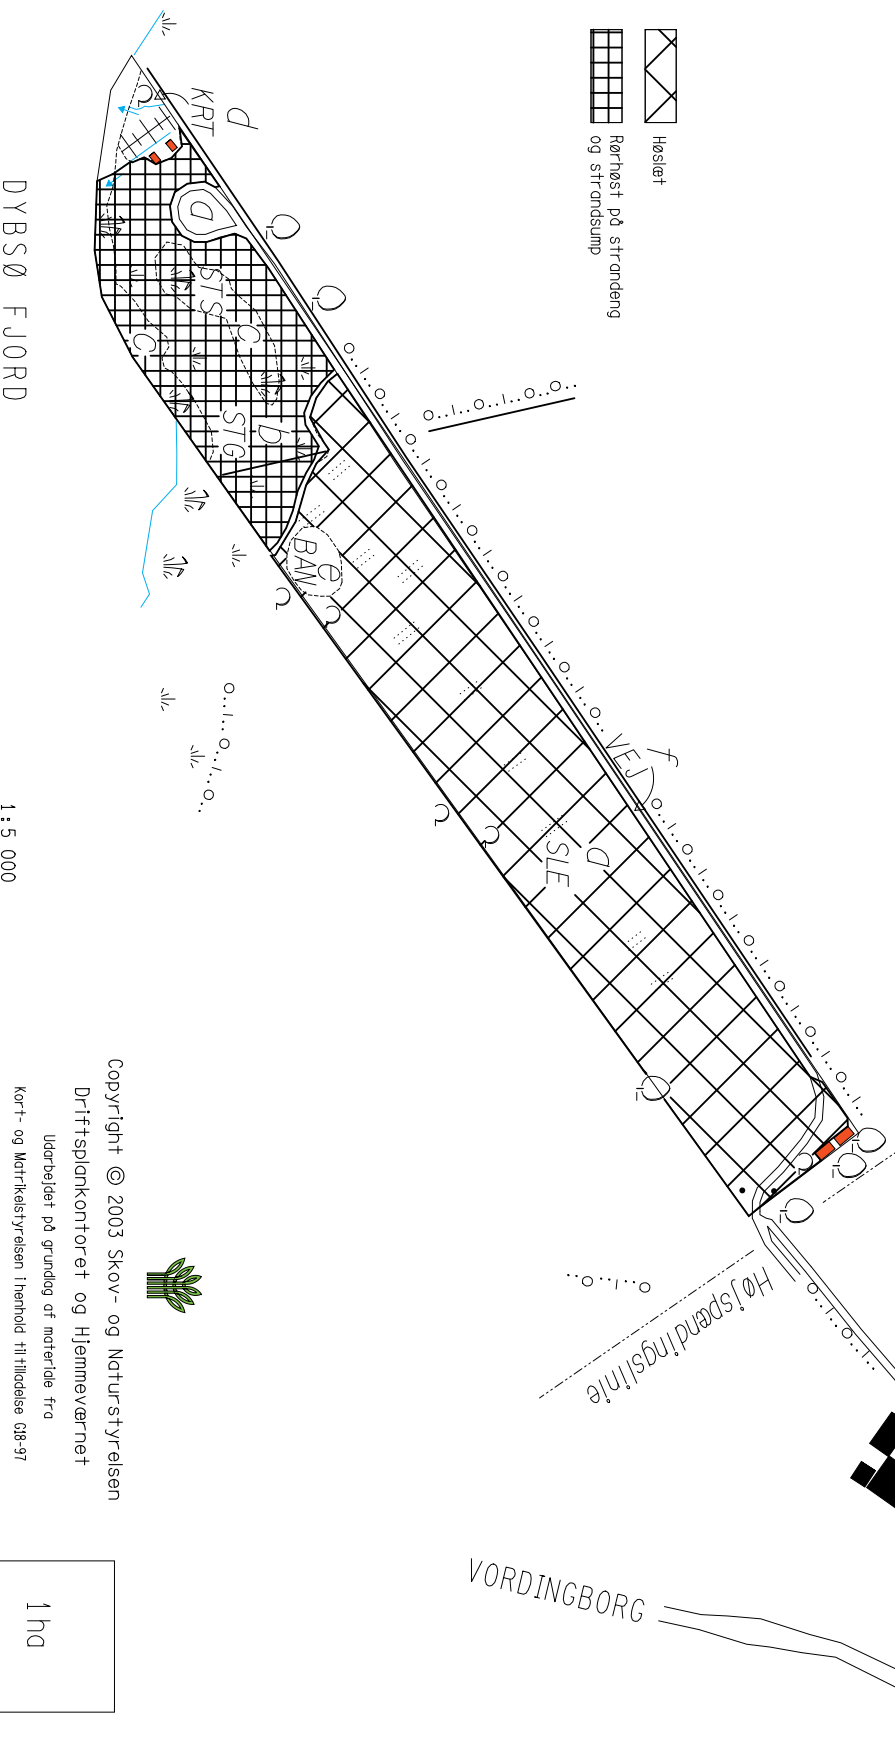 Høslæt
Rørhøst på strandeng
og strandsump
d
KRT
a
STS
c
c
b
STG
e
BAN
f
VEJ
a
SLE
DYBSØ FJORD
1:5 000
Højspændingslinie
VORDINGBORG
Copyright © 2003 Skov- og Naturstyrelsen
Driftsplankontoret og Hjemmeværnet
Udarbejdet på grundlag af materiale fra
Kort- og Matrikelstyrelsen i henhold til tilladelse G18-97
1 ha